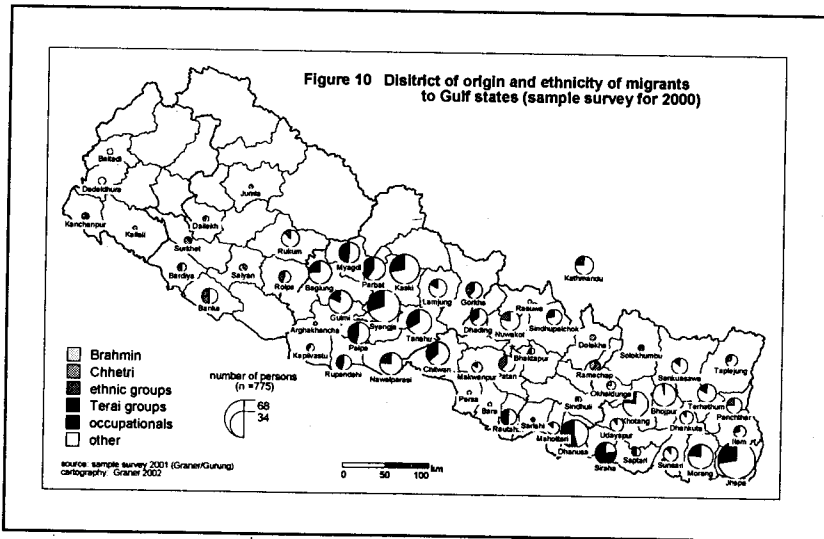 Figure 10 Disitrict of origin and ethnicity of migrants
to Gulf states (sample survey for 2000)
Baitadi
Dadeldhura
Jumla
Kanchanpur
Kailali
Dailekh
Surkhet
Rukum
Bardiya
Salyan
Rolpa
Banke
Myagdi
Baglung
Parbat
Kaski
Lamjung
Gorkha
Kathmandu
Gulmi
Syangja
Tanahu
Dhading
Rasuwa
Nuwakot
Sindhupalchok
Arghakhancha
Palpa
Kapilvastu
Rupandehi
Nawalparasi
Chitwan
Makwanpur
Patan
Bhaktapur
Dolakha
Ramechap
Solokhumbu
Okhaldunga
Sankuasawa
Taplejung
Parsa
Bara
Rautahat
Sarlahi
Sindhuli
Mahottari
Dhanusa
Siraha
Udayapur
Khotang
Bhojpur
Terhathum
Panchthar
Dhankuta
Saptari
Sunsari
Morang
Ilam
Jhapa
Brahmin
Chhetri
ethnic groups
Terai groups
occupationals
other
number of persons
(n =775)
68
34
source: sample survey 2001 (Graner/Gurung)
cartography: Graner 2002
0 50 100 km